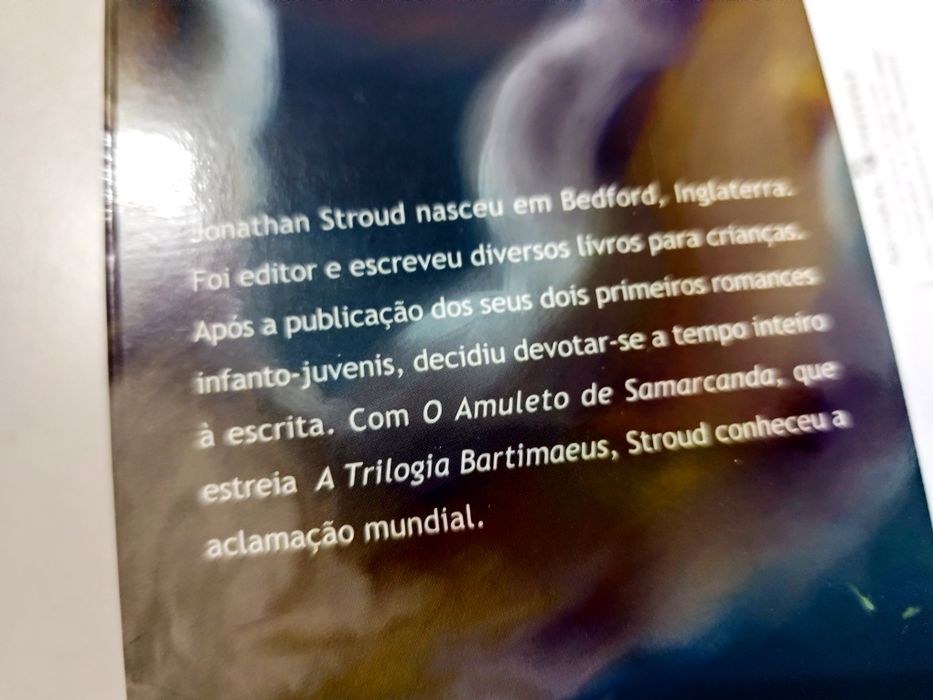 Jonathan Stroud nasceu em Bedford, Inglaterra.
Foi editor e escreveu diversos livros para crianças.
Após a publicação dos seus dois primeiros romances
infanto-juvenis, decidiu devotar-se a tempo inteiro
à escrita. Com O Amuleto de Samarcanda, que
estreia A Trilogia Bartimaeus, Stroud conheceu a
aclamação mundial.